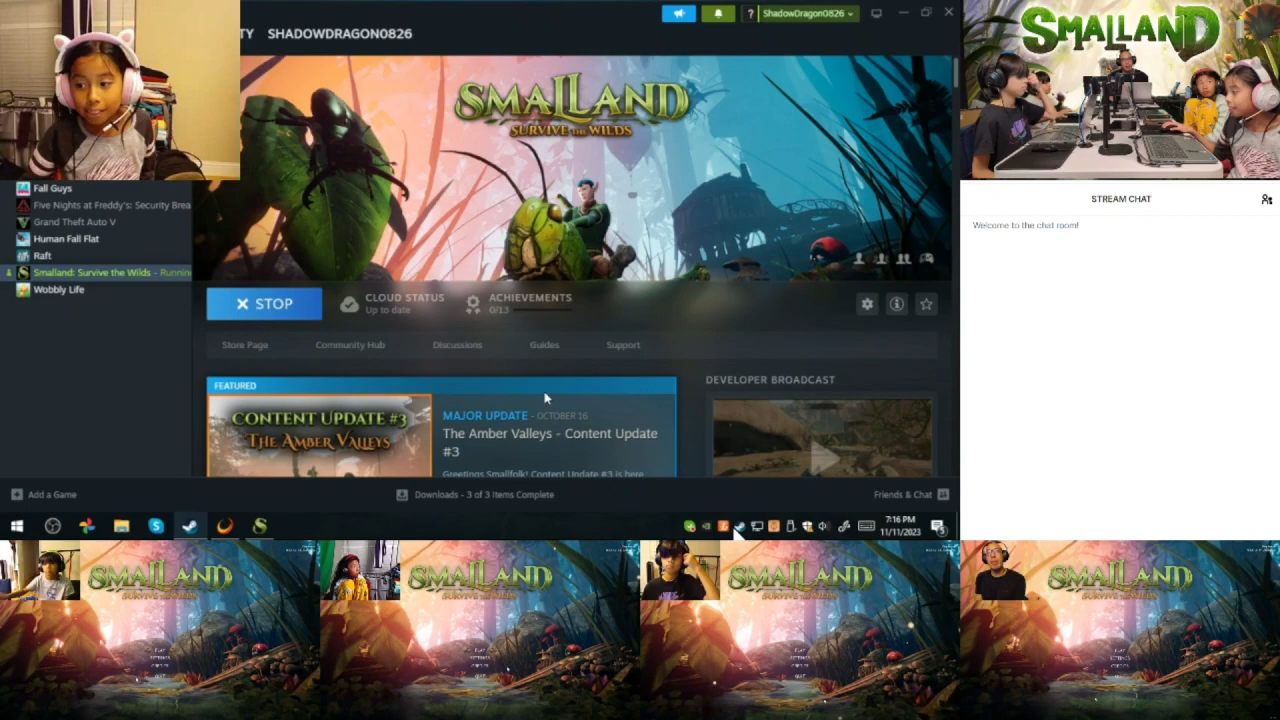 ? ShadowDragon0826
TY SHADOWDRAGON0826
SMALLAND
SURVIVE THE WILDS
SMALLAND
Fall Guys
Five Nights at Freddy's: Security Brea
Grand Theft Auto V
Human Fall Flat
Raft
Smalland: Survive the Wilds - Running
Wobbly Life
STOP
CLOUD STATUS
Up to date
ACHIEVEMENTS
0/13
Store Page
Community Hub
Discussions
Guides
Support
FEATURED
CONTENT UPDATE #3
THE AMBER VALLEYS
MAJOR UPDATE - OCTOBER 16
The Amber Valleys - Content Update
#3
Greetings Smallfolk! Content Update #3 is here
DEVELOPER BROADCAST
Add a Game
Downloads - 3 of 3 Items Complete
Friends & Chat
7:16 PM
11/11/2023
5
STREAM CHAT
Welcome to the chat room!
SMALLAND
SURVIVE THE WILDS
SMALLAND
SURVIVE THE WILDS
SMALLAND
SURVIVE THE WILDS
SMALLAND
SURVIVE THE WILDS